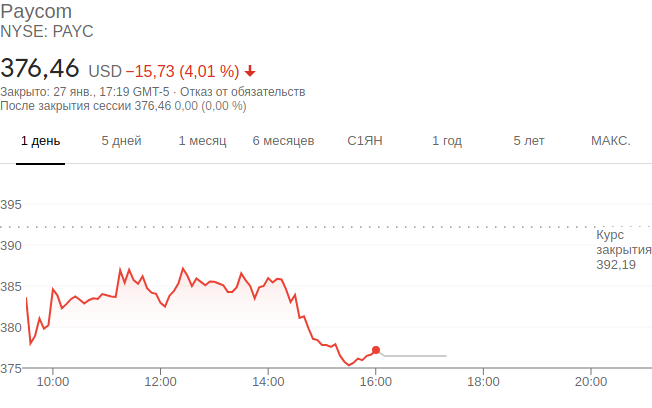 Paycom
NYSE: PAYC
376,46 USD −15,73 (4,01 %)
Закрыто: 27 янв., 17:19 GMT-5 · Отказ от обязательств
После закрытия сессии 376,46 0,00 (0,00 %)
1 день 5 дней 1 месяц 6 месяцев С1ЯН 1 год 5 лет МАКС.
395
Курс
закрытия
392,19
390
385
380
375
10:00 12:00 14:00 16:00 18:00 20:00